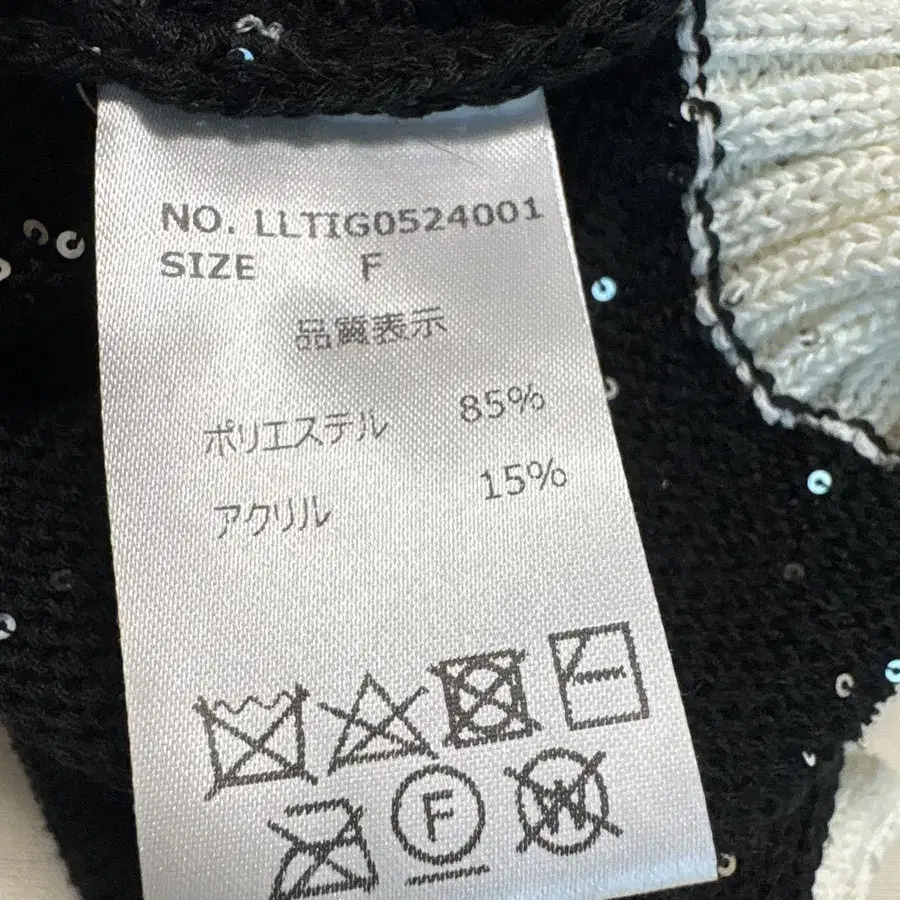 NO. LLTIG0524001
SIZE F
品質表示
ポリエステル 85%
アクリル 15%
F W